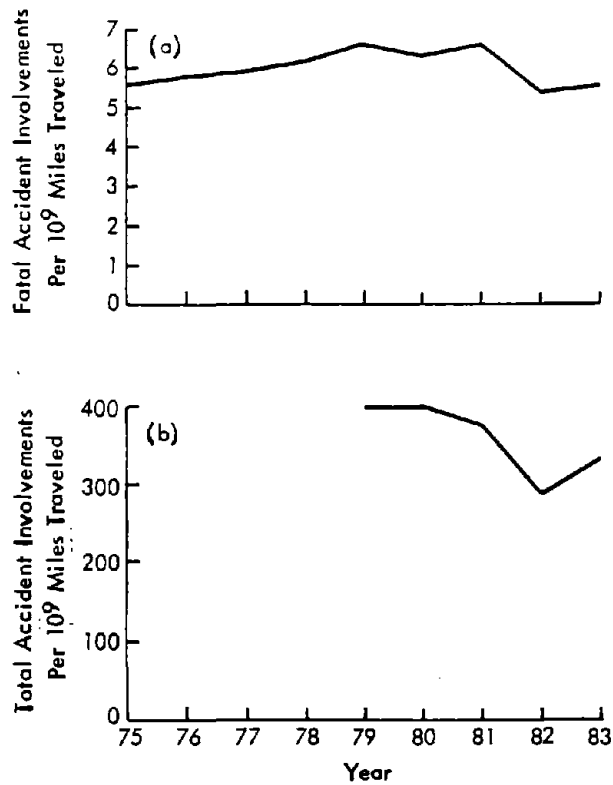 Fatal Accident Involvements
Per 10⁹ Miles Traveled
7
6
5
4
3
2
1
0
(a)
Total Accident Involvements
Per 10⁹ Miles Traveled
400
300
200
100
0
(b)
75 76 77 78 79 80 81 82 83
Year